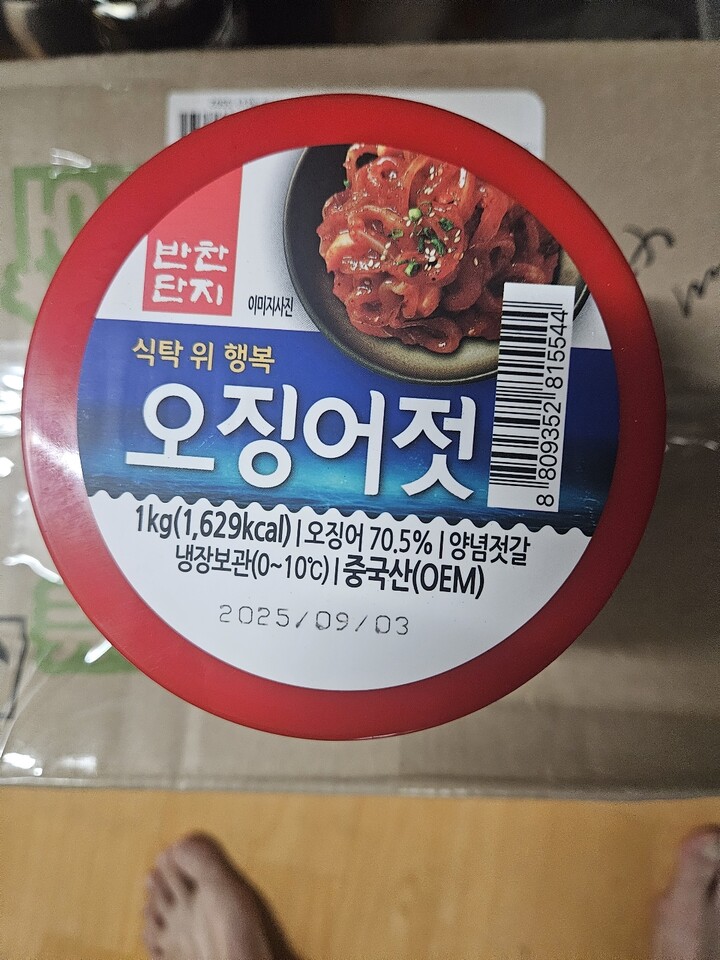 반찬
단지
이미지사진
식탁 위 행복
오징어젓
8 809352 815544
1kg(1,629kcal) | 오징어 70.5% | 양념젓갈
냉장보관(0~10℃) | 중국산(OEM)
2025/09/03